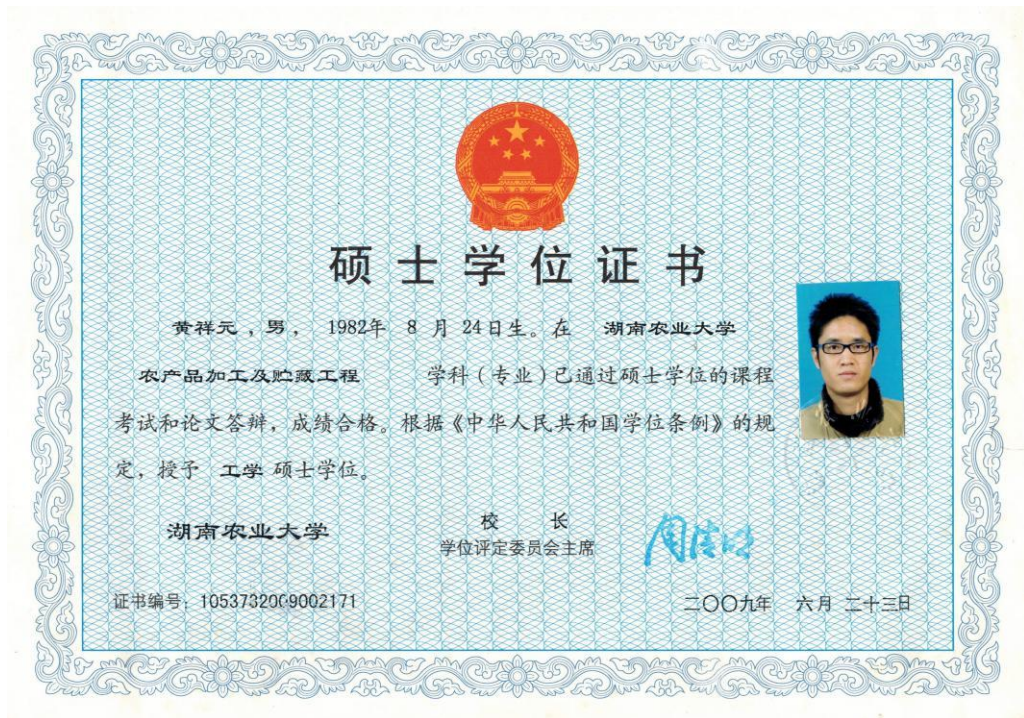 硕士学位证书
黄祥元，男， 1982年 8 月 24日生。在 湖南农业大学
农产品加工及贮藏工程 学科（专业）已通过硕士学位的课程
考试和论文答辩，成绩合格。根据《中华人民共和国学位条例》的规
定，授予 工学 硕士学位。
湖南农业大学
校 长
学位评定委员会主席
周清明
证书编号：1053732009002171
二〇〇九年 六月 二十三日